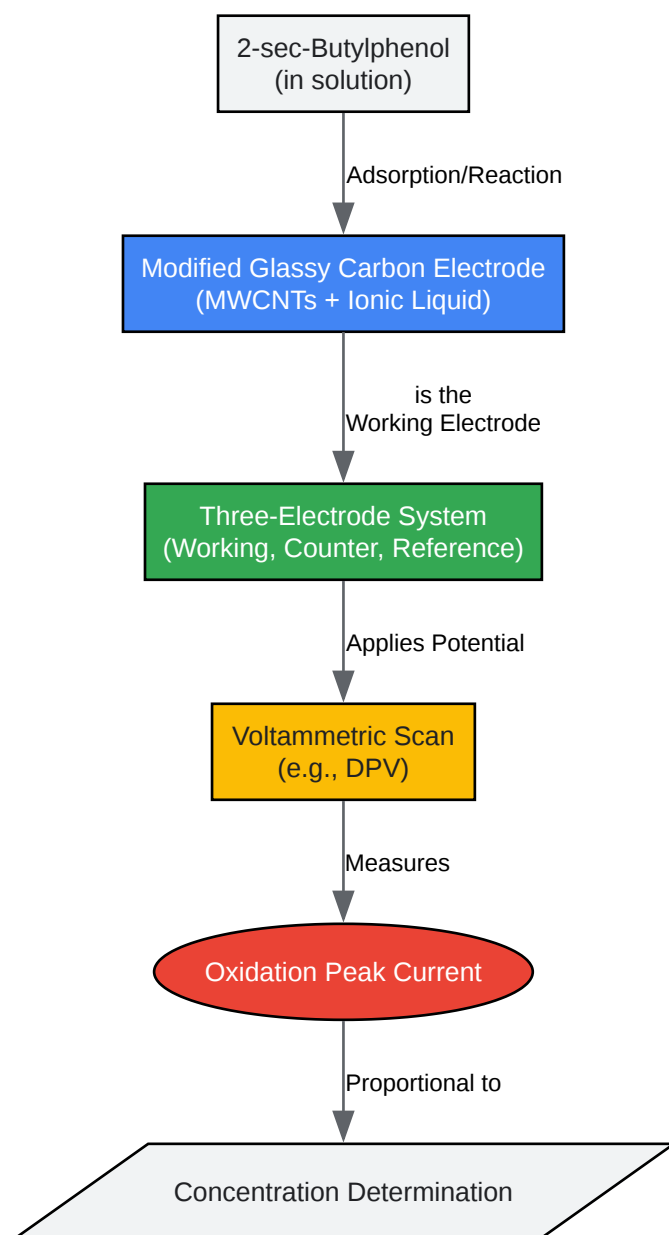 2-sec-Butylphenol
(in solution)
Adsorption/Reaction
Modified Glassy Carbon Electrode
(MWCNTs + Ionic Liquid)
is the
Working Electrode
Three-Electrode System
(Working, Counter, Reference)
Applies Potential
Voltammetric Scan
(e.g., DPV)
Measures
Oxidation Peak Current
Proportional to
Concentration Determination